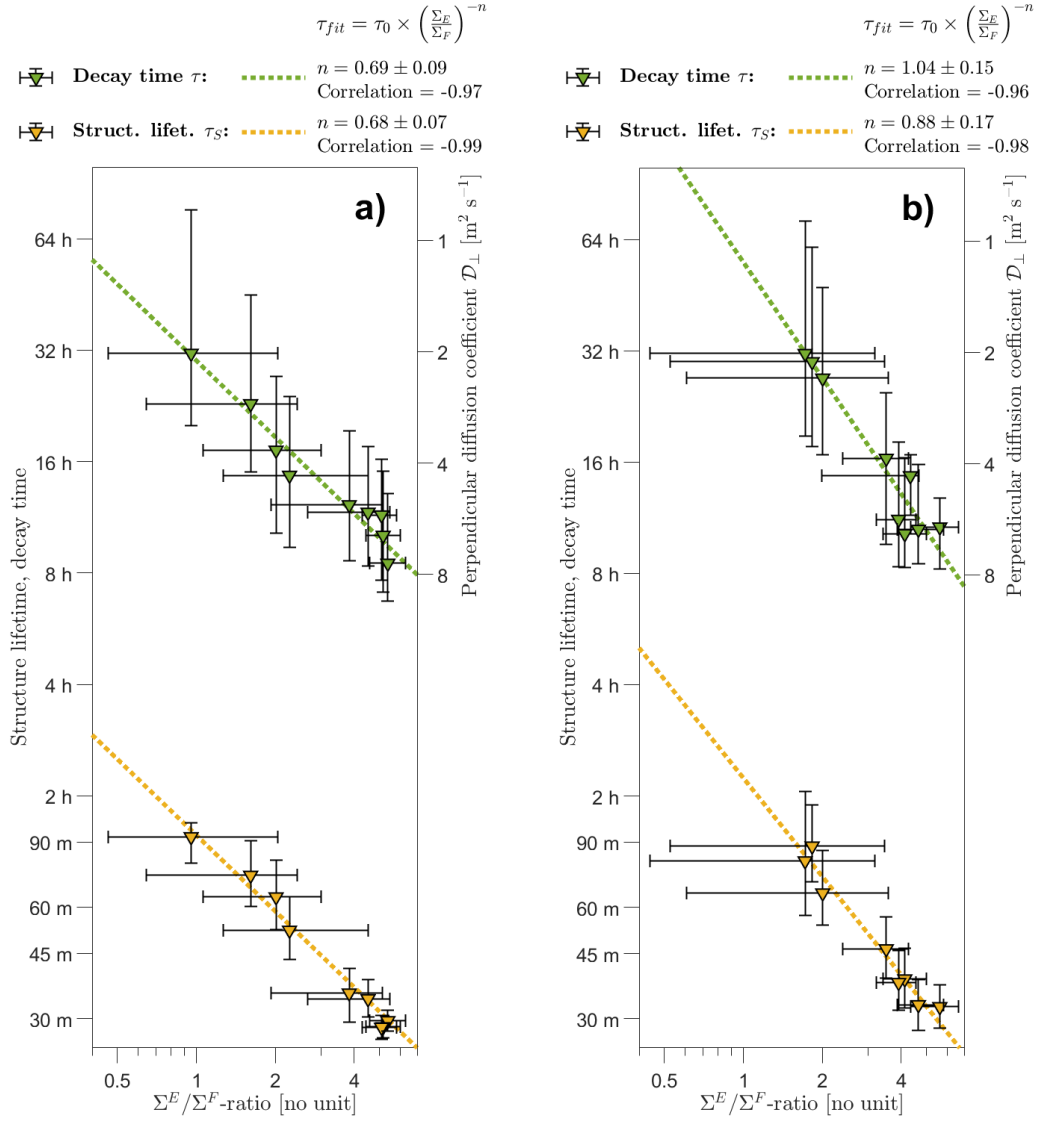 τ_fit = τ_0 × (Σ_E/Σ_F)^−n
Decay time τ:
n = 0.69 ± 0.09
Correlation = -0.97
Struct. lifet. τ_S:
n = 0.68 ± 0.07
Correlation = -0.99
a)
Structure lifetime, decay time
64 h
32 h
16 h
8 h
4 h
2 h
90 m
60 m
45 m
30 m
1
2
4
8
Perpendicular diffusion coefficient 𝒟_⊥ [m² s⁻¹]
0.5 1 2 4
Σ^E/Σ^F-ratio [no unit]
τ_fit = τ_0 × (Σ_E/Σ_F)^−n
Decay time τ:
n = 1.04 ± 0.15
Correlation = -0.96
Struct. lifet. τ_S:
n = 0.88 ± 0.17
Correlation = -0.98
b)
Structure lifetime, decay time
64 h
32 h
16 h
8 h
4 h
2 h
90 m
60 m
45 m
30 m
1
2
4
8
Perpendicular diffusion coefficient 𝒟_⊥ [m² s⁻¹]
0.5 1 2 4
Σ^E/Σ^F-ratio [no unit]